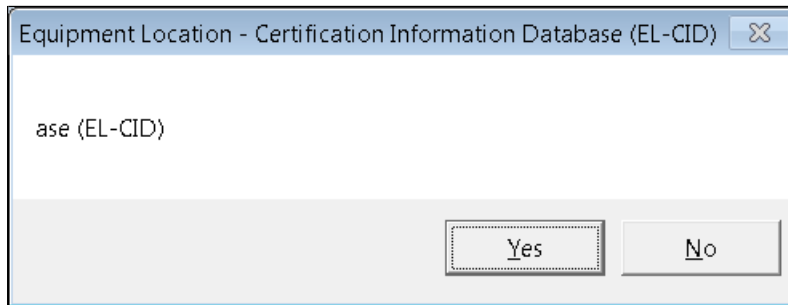 Equipment Location - Certification Information Database (EL-CID)
ase (EL-CID)
Yes
No